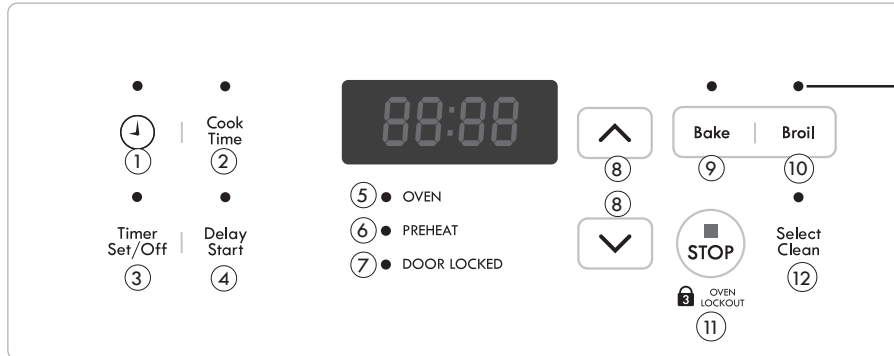 Cook
Time
1
2
88:88
8
Bake
Broil
9
10
Timer
Set/Off
3
Delay
Start
4
5 OVEN
6 PREHEAT
7 DOOR LOCKED
8
STOP
3 OVEN
LOCKOUT
11
Select
Clean
12